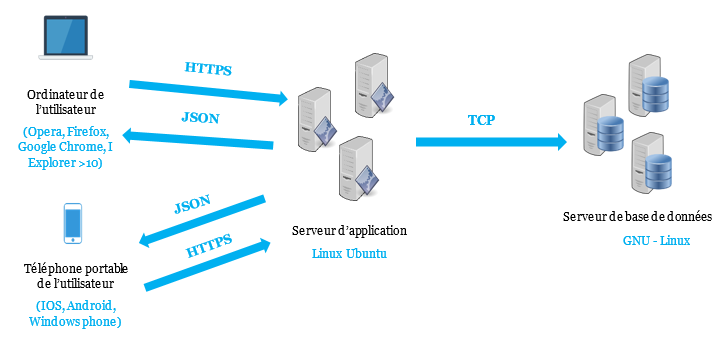 HTTPS
Ordinateur de
l'utilisateur
(Opera, Firefox,
Google Chrome, I
Explorer >10)
JSON
TCP
JSON
HTTPS
Téléphone portable
de l'utilisateur
(IOS, Android,
Windows phone)
Serveur d'application
Linux Ubuntu
Serveur de base de données
GNU - Linux